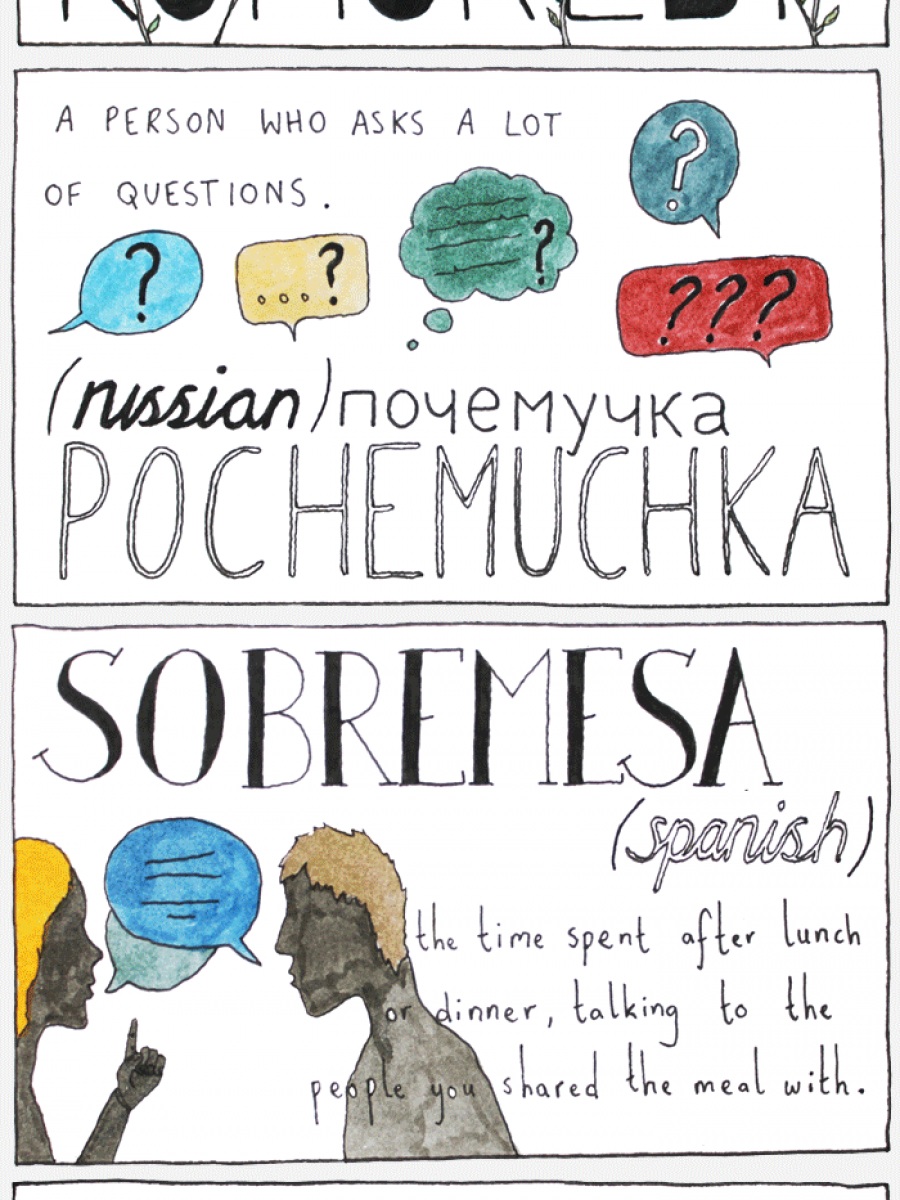 A PERSON WHO ASKS A LOT
OF QUESTIONS.
?
?
...?
?
???
(russian) почемучка
POCHEMUCHKA
SOBREMESA
(spanish)
the time spent after lunch
or dinner, talking to the
people you shared the meal with.